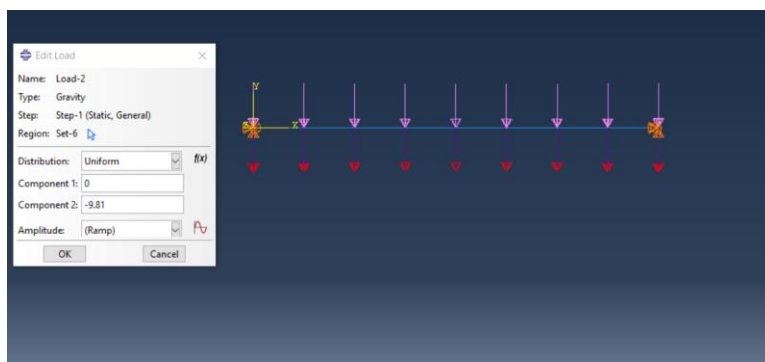 Edit Load
Name: Load-2
Type: Gravity
Step: Step-1 (Static, General)
Region: Set-6
Distribution: Uniform f(x)
Component 1: 0
Component 2: -9.81
Amplitude: (Ramp)
OK Cancel
Y
X